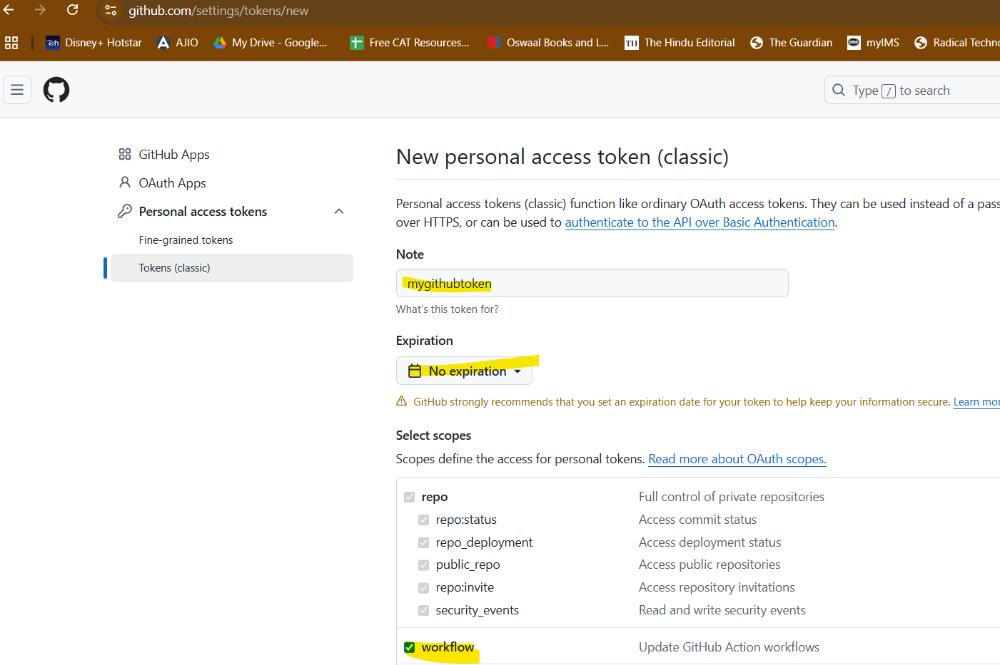 github.com/settings/tokens/new
Disney+ Hotstar AJIO My Drive - Google... Free CAT Resources... Oswaal Books and L... TH The Hindu Editorial The Guardian myIMS Radical Techno
Type / to search
GitHub Apps
OAuth Apps
Personal access tokens
Fine-grained tokens
Tokens (classic)
New personal access token (classic)
Personal access tokens (classic) function like ordinary OAuth access tokens. They can be used instead of a pass
over HTTPS, or can be used to authenticate to the API over Basic Authentication.
Note
mygithubtoken
What's this token for?
Expiration
No expiration
GitHub strongly recommends that you set an expiration date for your token to help keep your information secure. Learn mor
Select scopes
Scopes define the access for personal tokens. Read more about OAuth scopes.
repo Full control of private repositories
repo:status Access commit status
repo_deployment Access deployment status
public_repo Access public repositories
repo:invite Access repository invitations
security_events Read and write security events
workflow Update GitHub Action workflows